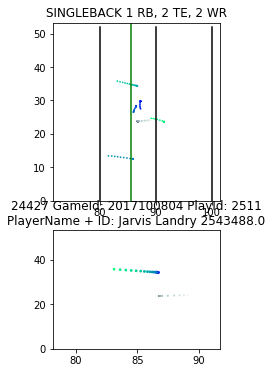 SINGLEBACK 1 RB, 2 TE, 2 WR
50
40
30
20
10
0
80 90 100
24427 GameId: 2017100804 PlayId: 2511
PlayerName + ID: Jarvis Landry 2543488.0
40
20
0
80 85 90